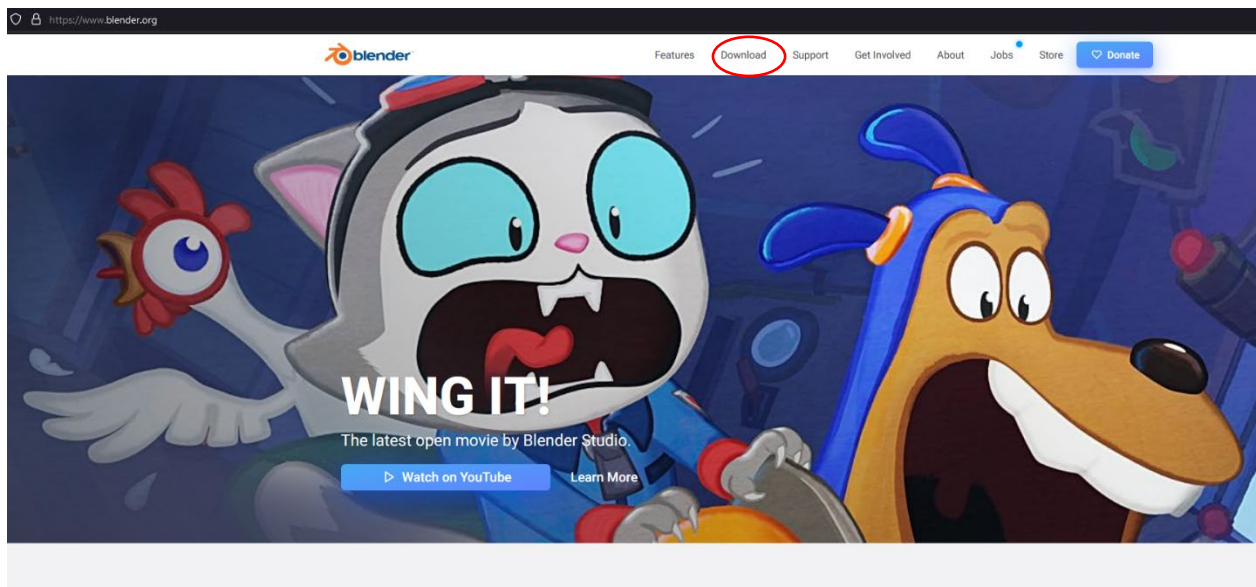 https://www.blender.org
blender
Features Download Support Get Involved About Jobs Store Donate
WING IT!
The latest open movie by Blender Studio.
Watch on YouTube Learn More